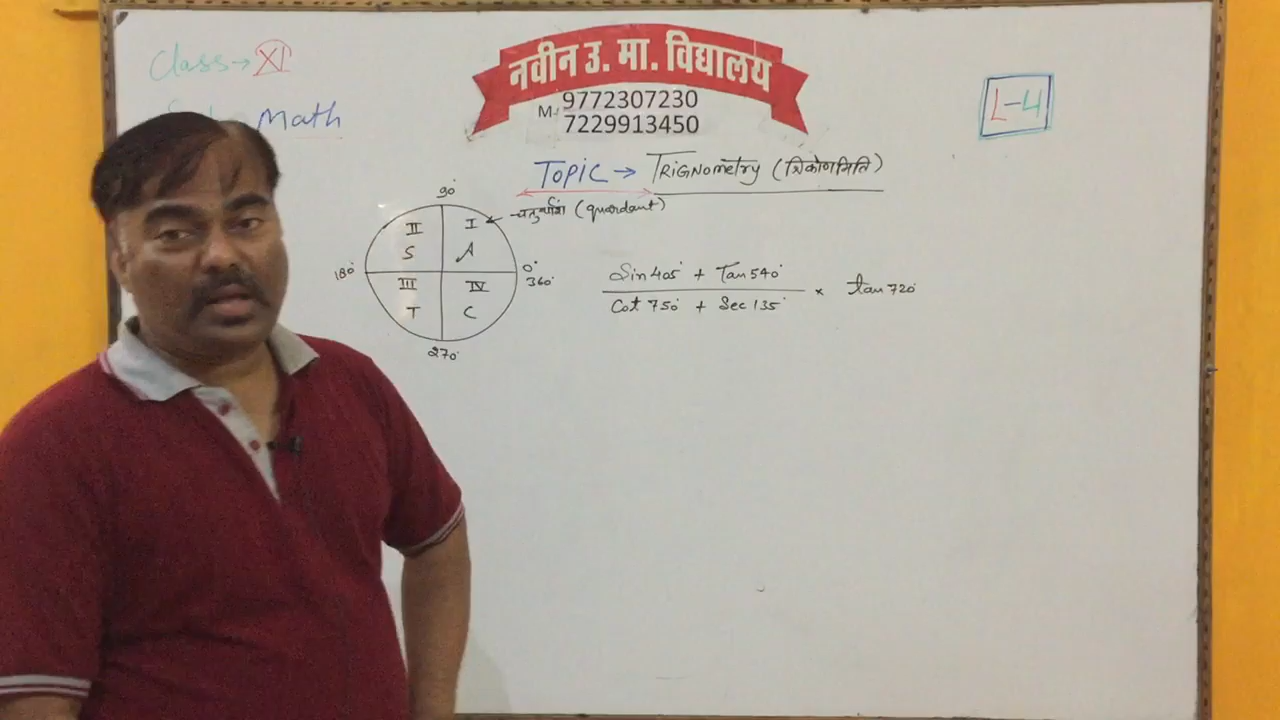 Class→ XI
Math
नवीन उ. मा. विद्यालय
M- 9772307230
7229913450
L-4
TOPIC → TRIGNOMETRY (त्रिकोणमिति)
चतुर्थांश (quardant)
90°
II I
S A
180° 0°
360°
III IV
T C
270°
Sin 405° + Tan 540°
Cot 750° + Sec 135° × tan 720°